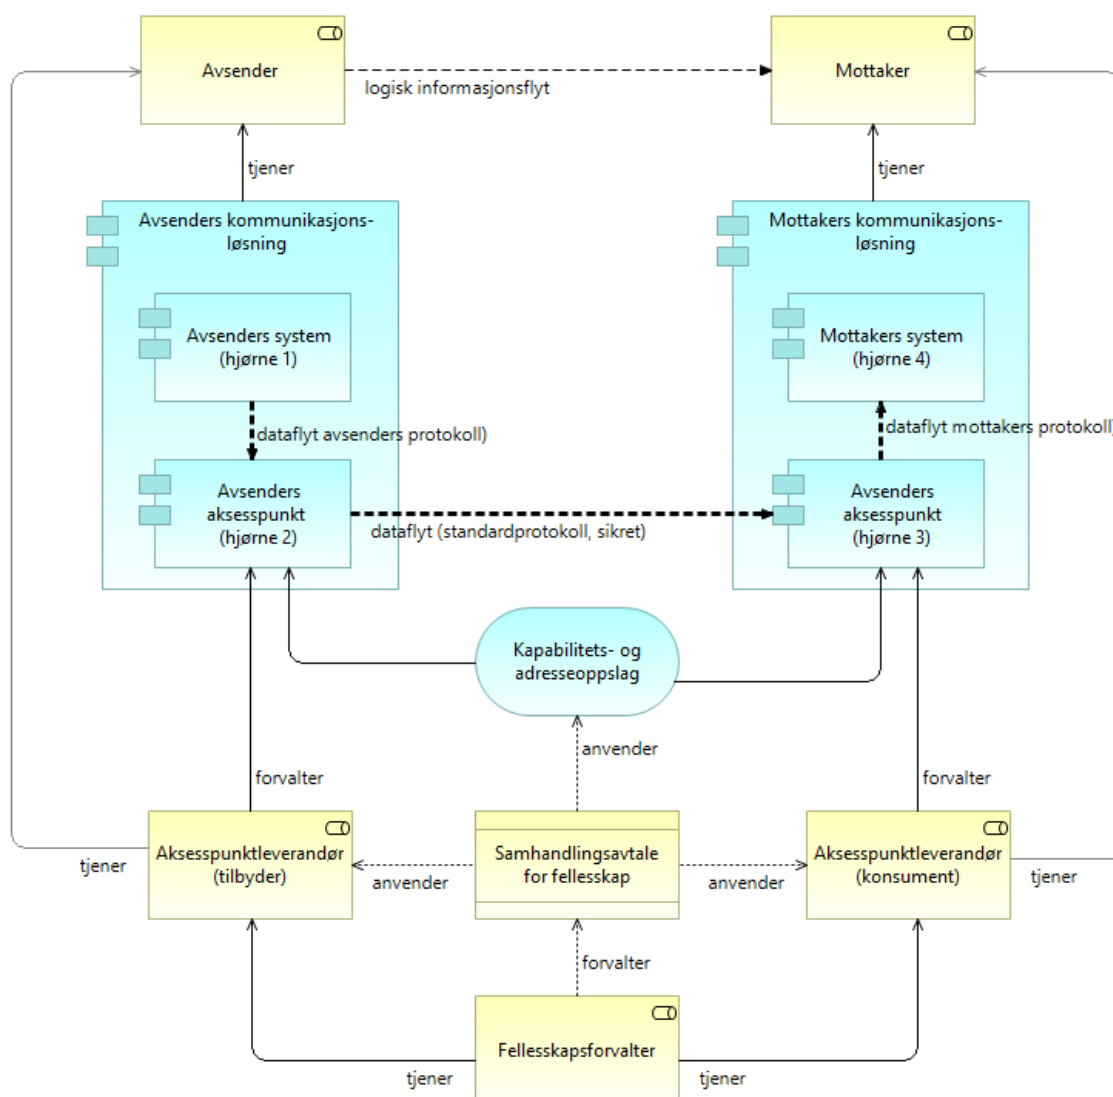 Avsender
Mottaker
logisk informasjonsflyt
tjener
tjener
Avsenders kommunikasjons-
løsning
Mottakers kommunikasjons-
løsning
Avsenders system
(hjørne 1)
Mottakers system
(hjørne 4)
dataflyt avsenders protokoll)
dataflyt mottakers protokoll)
Avsenders
aksesspunkt
(hjørne 2)
Avsenders
aksesspunkt
(hjørne 3)
dataflyt (standardprotokoll, sikret)
Kapabilitets- og
adresseoppslag
anvender
forvalter
forvalter
Aksesspunktleverandør
(tilbyder)
Samhandlingsavtale
for fellesskap
Aksesspunktleverandør
(konsument)
tjener
anvender
anvender
tjener
forvalter
Fellesskapsforvalter
tjener
tjener